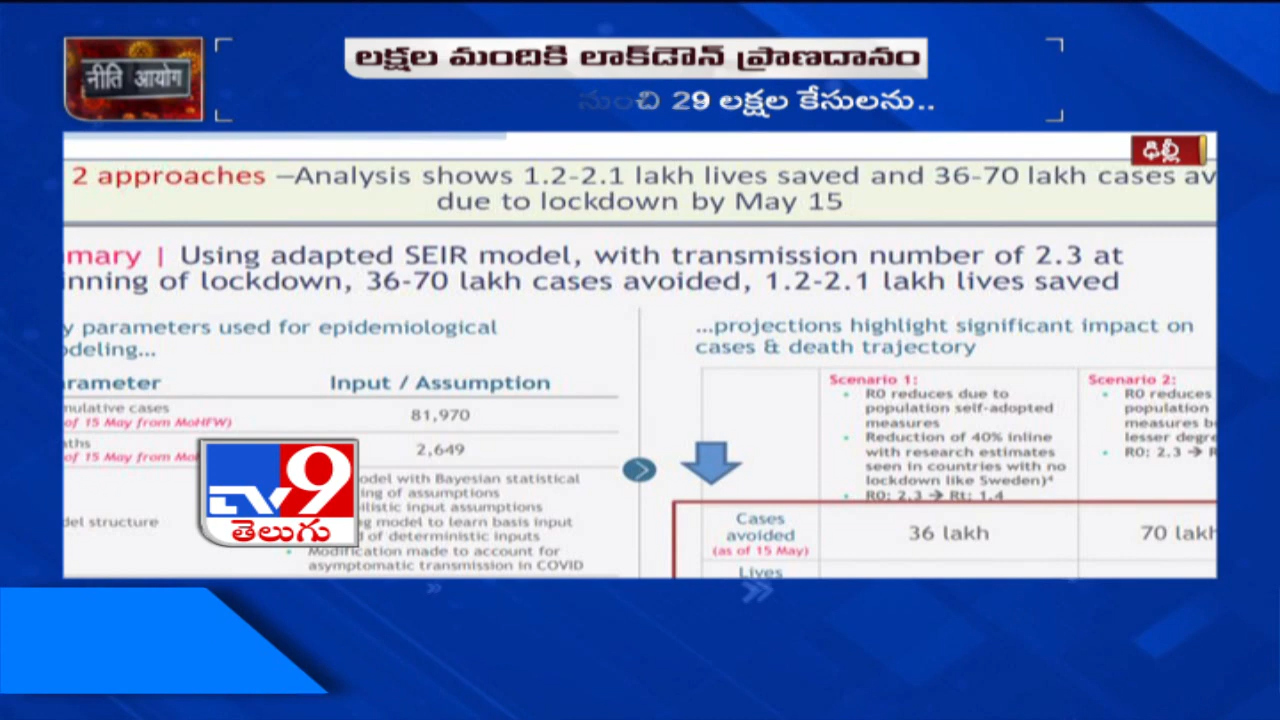 नीति आयोग
లక్షల మందికి లాక్‌డౌన్ ప్రాణదానం
నుంచి 29 లక్షల కేసులను..
ఢిల్లీ
2 approaches —Analysis shows 1.2-2.1 lakh lives saved and 36-70 lakh cases av
due to lockdown by May 15
mary | Using adapted SEIR model, with transmission number of 2.3 at
inning of lockdown, 36-70 lakh cases avoided, 1.2-2.1 lakh lives saved
y parameters used for epidemiological
odeling...
rameter Input / Assumption
mulative cases 81,970
of 15 May from MoHFW)
ths 2,649
of 15 May from Mo
odel with Bayesian statistical
ing of assumptions
ilistic input assumptions
del structure
g model to learn basis input
of deterministic inputs
Modification made to account for
asymptomatic transmission in COVID
...projections highlight significant impact on
cases & death trajectory
Scenario 1:
• R0 reduces due to
population self-adopted
measures
• Reduction of 40% inline
with research estimates
seen in countries with no
lockdown like Sweden)⁴
• R0: 2.3 → Rt: 1.4
Scenario 2:
• R0 reduces
population
measures b
lesser degre
• R0: 2.3 → R
Cases
avoided
(as of 15 May)
36 lakh 70 lakh
Lives
TV9
తెలుగు